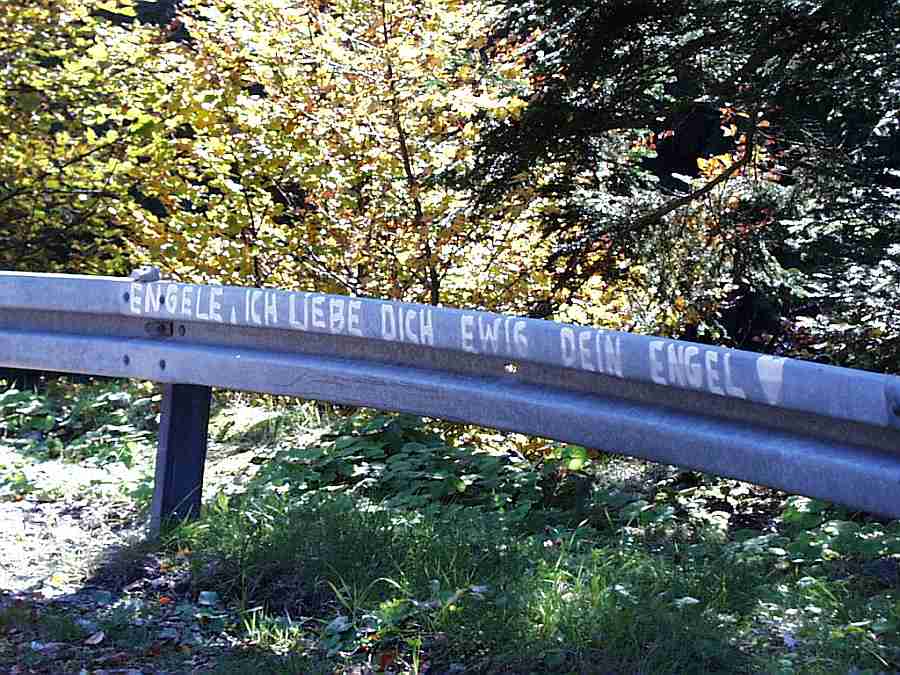 ENGELE, ICH LIEBE DICH EWIG DEIN ENGEL ♥